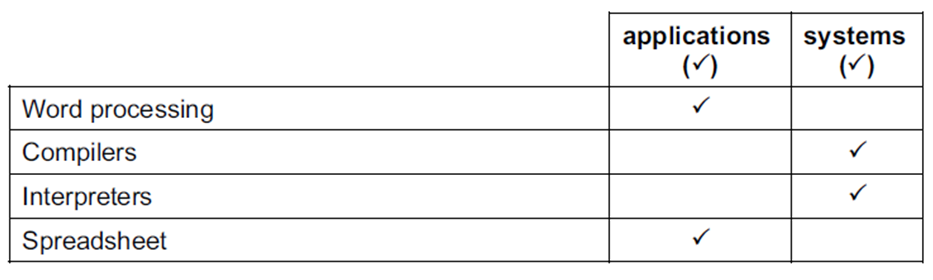 applications systems
(✓) (✓)
Word processing ✓
Compilers ✓
Interpreters ✓
Spreadsheet ✓